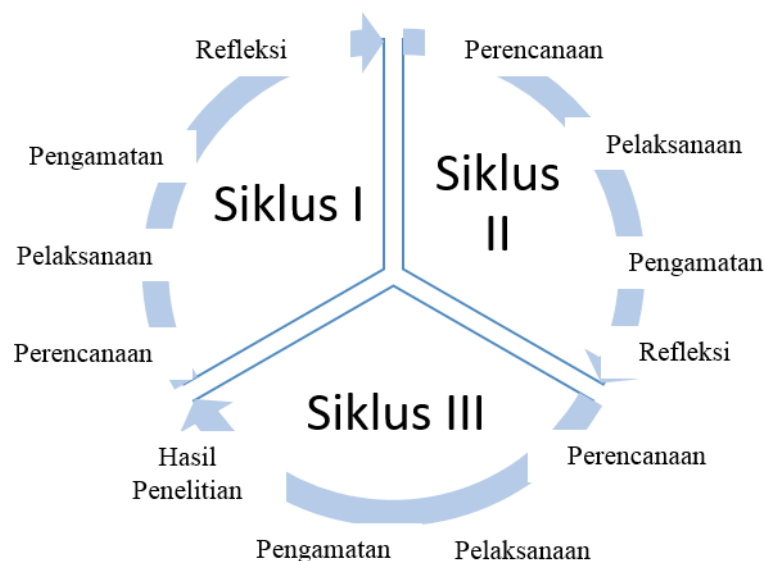 Refleksi
Perencanaan
Pengamatan
Pelaksanaan
Siklus I
Siklus
II
Pelaksanaan
Pengamatan
Perencanaan
Refleksi
Siklus III
Hasil
Penelitian
Perencanaan
Pengamatan
Pelaksanaan